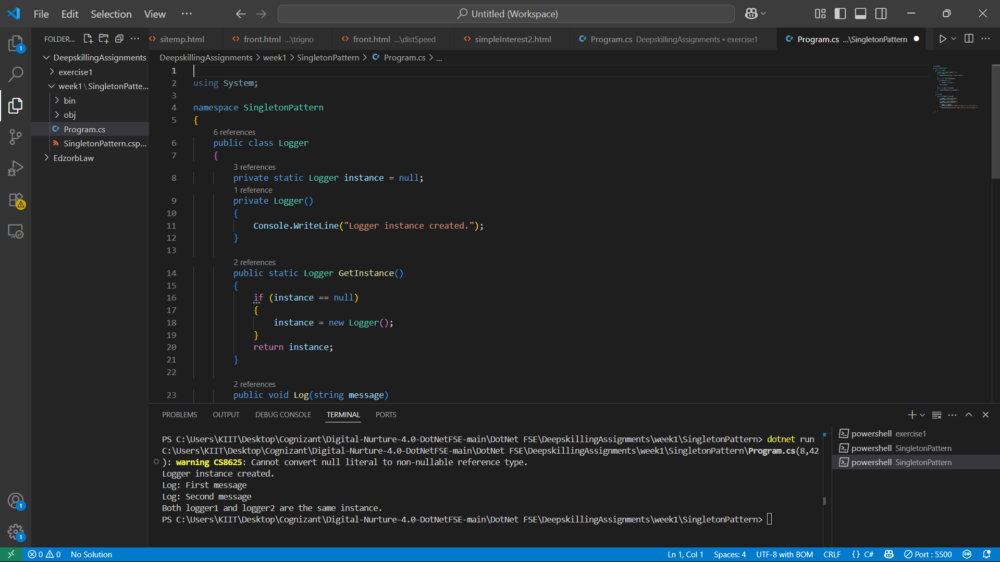 File Edit Selection View ··· Untitled (Workspace)
FOLDER...
sitemp.html front.html ...\trigno front.html ...\distSpeed simpleInterest2.html Program.cs DeepskillingAssignments • exercise1 Program.cs ...\SingletonPattern
DeepskillingAssignments
exercise1
week1\SingletonPatte...
bin
obj
Program.cs
SingletonPattern.csp...
EdzorbLaw
DeepskillingAssignments > week1 > SingletonPattern > Program.cs > ...
1
2 using System;
3
4 namespace SingletonPattern
5 {
6 references
6 public class Logger
7 {
3 references
8 private static Logger instance = null;
1 reference
9 private Logger()
10 {
11 Console.WriteLine("Logger instance created.");
12 }
13
2 references
14 public static Logger GetInstance()
15 {
16 if (instance == null)
17 {
18 instance = new Logger();
19 }
20 return instance;
21 }
22
2 references
23 public void Log(string message)
PROBLEMS OUTPUT DEBUG CONSOLE TERMINAL PORTS
PS C:\Users\KIIT\Desktop\Cognizant\Digital-Nurture-4.0-DotNetFSE-main\DotNet FSE\DeepskillingAssignments\week1\SingletonPattern> dotnet run
C:\Users\KIIT\Desktop\Cognizant\Digital-Nurture-4.0-DotNetFSE-main\DotNet FSE\DeepskillingAssignments\week1\SingletonPattern\Program.cs(8,42
): warning CS8625: Cannot convert null literal to non-nullable reference type.
Logger instance created.
Log: First message
Log: Second message
Both logger1 and logger2 are the same instance.
PS C:\Users\KIIT\Desktop\Cognizant\Digital-Nurture-4.0-DotNetFSE-main\DotNet FSE\DeepskillingAssignments\week1\SingletonPattern>
powershell exercise1
powershell SingletonPattern
powershell SingletonPattern
1
1
1
0 0 No Solution Ln 1, Col 1 Spaces: 4 UTF-8 with BOM CRLF {} C# Port : 5500